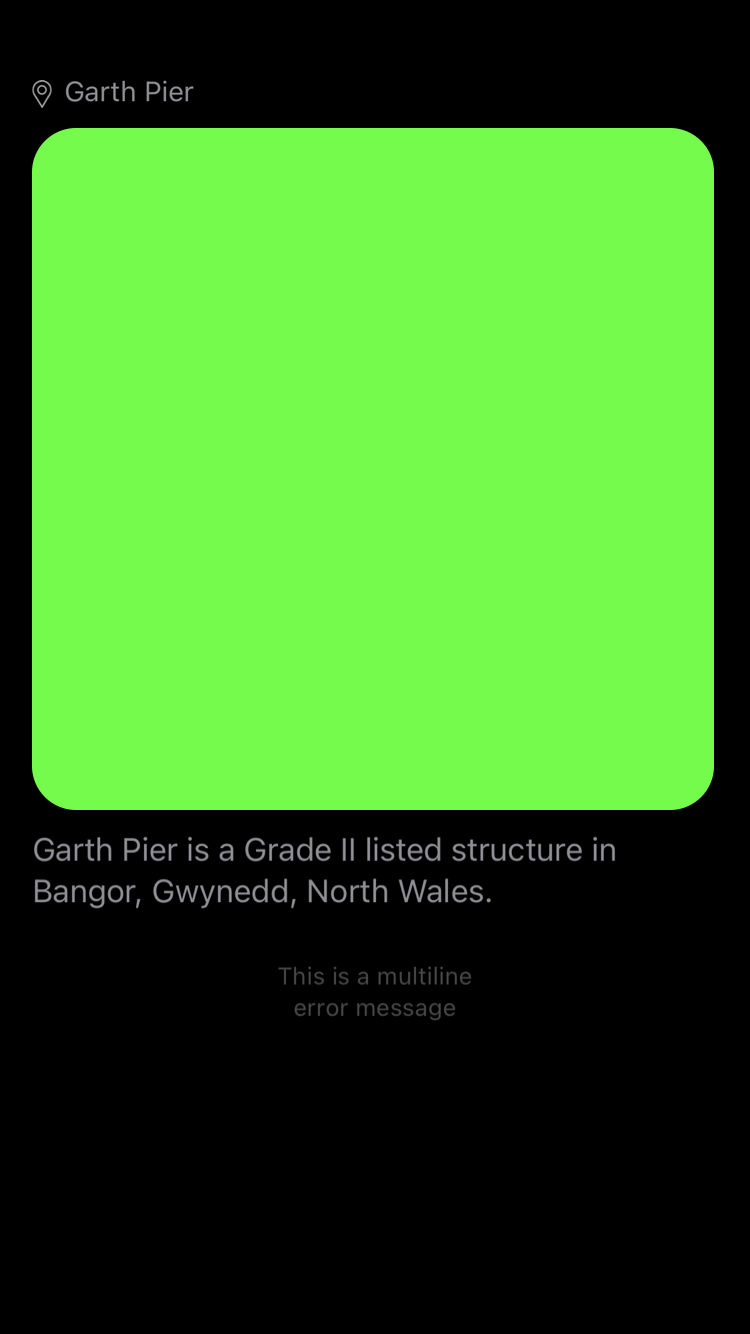 Garth Pier
Garth Pier is a Grade II listed structure in
Bangor, Gwynedd, North Wales.
This is a multiline
error message